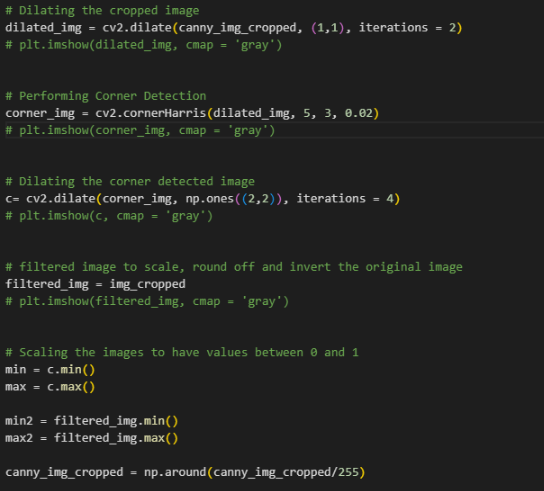 # Dilating the cropped image
dilated_img = cv2.dilate(canny_img_cropped, (1,1), iterations = 2)
# plt.imshow(dilated_img, cmap = 'gray')
# Performing Corner Detection
corner_img = cv2.cornerHarris(dilated_img, 5, 3, 0.02)
# plt.imshow(corner_img, cmap = 'gray')
# Dilating the corner detected image
c= cv2.dilate(corner_img, np.ones((2,2)), iterations = 4)
# plt.imshow(c, cmap = 'gray')
# filtered image to scale, round off and invert the original image
filtered_img = img_cropped
# plt.imshow(filtered_img, cmap = 'gray')
# Scaling the images to have values between 0 and 1
min = c.min()
max = c.max()
min2 = filtered_img.min()
max2 = filtered_img.max()
canny_img_cropped = np.around(canny_img_cropped/255)